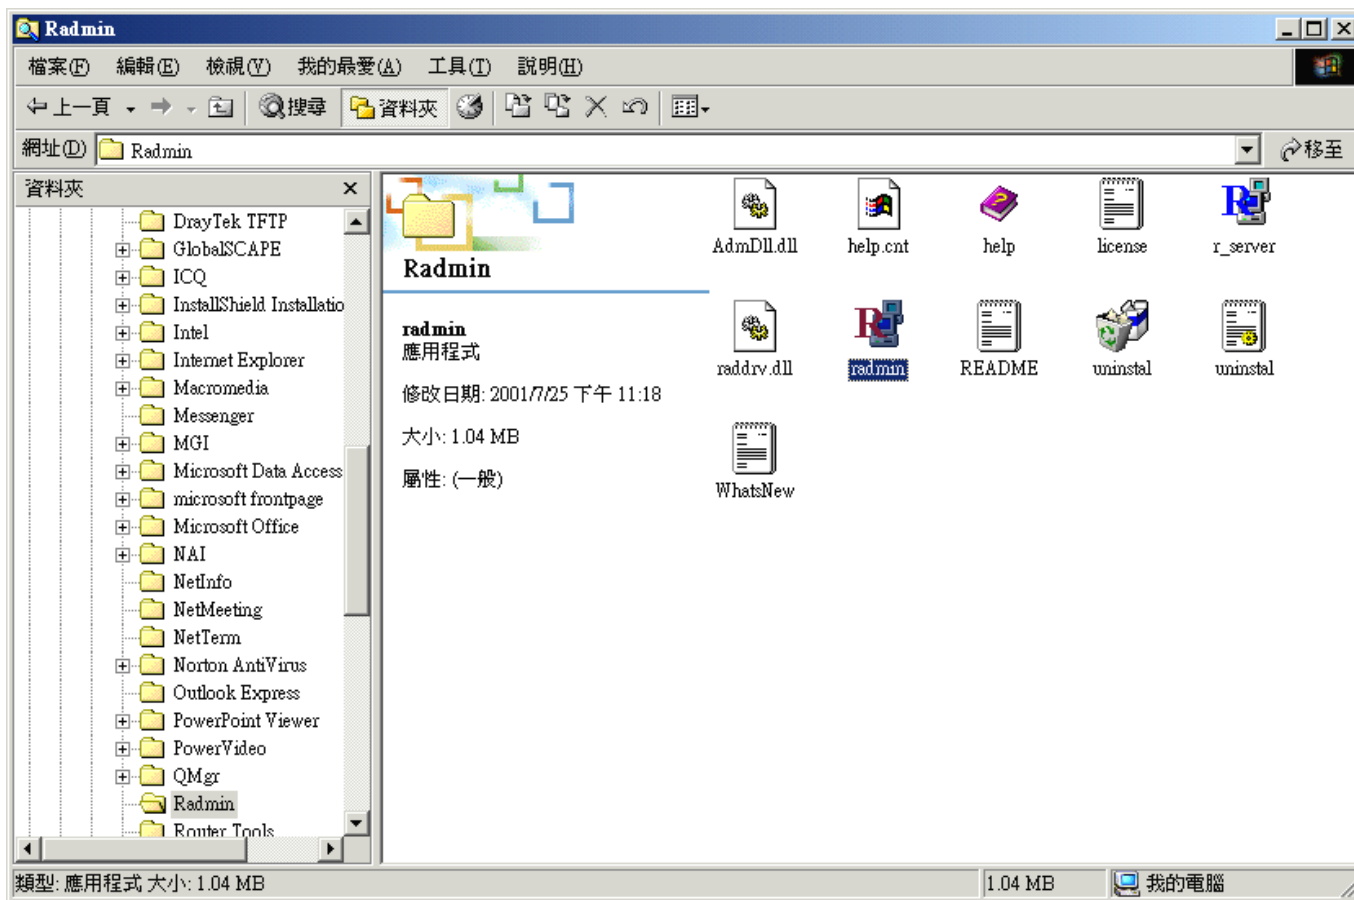 Radmin
檔案(F) 編輯(E) 檢視(V) 我的最愛(A) 工具(T) 說明(H)
上一頁 搜尋 資料夾
網址(D) Radmin 移至
資料夾
DrayTek TFTP
GlobalSCAPE
ICQ
InstallShield Installatio
Intel
Internet Explorer
Macromedia
Messenger
MGI
Microsoft Data Access
microsoft frontpage
Microsoft Office
NAI
NetInfo
NetMeeting
NetTerm
Norton AntiVirus
Outlook Express
PowerPoint Viewer
PowerVideo
QMgr
Radmin
Router Tools
Radmin
radmin
應用程式
修改日期: 2001/7/25 下午 11:18
大小: 1.04 MB
屬性: (一般)
AdmDll.dll help.cnt help license r_server
raddrv.dll radmin README uninstal uninstal
WhatsNew
類型: 應用程式 大小: 1.04 MB 1.04 MB 我的電腦